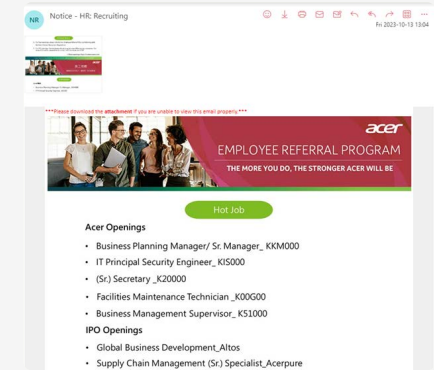 NR
Notice - HR: Recruiting
Fri 2023-10-13 13:04
***Please download the attachment if you are unable to view this email properly.***
acer
EMPLOYEE REFERRAL PROGRAM
THE MORE YOU DO, THE STRONGER ACER WILL BE
Hot Job
Acer Openings
• Business Planning Manager/ Sr. Manager_ KKM000
• IT Principal Security Engineer_ KIS000
• (Sr.) Secretary _K20000
• Facilities Maintenance Technician _K00G00
• Business Management Supervisor_ K51000
IPO Openings
• Global Business Development_Altos
• Supply Chain Management (Sr.) Specialist_Acerpure